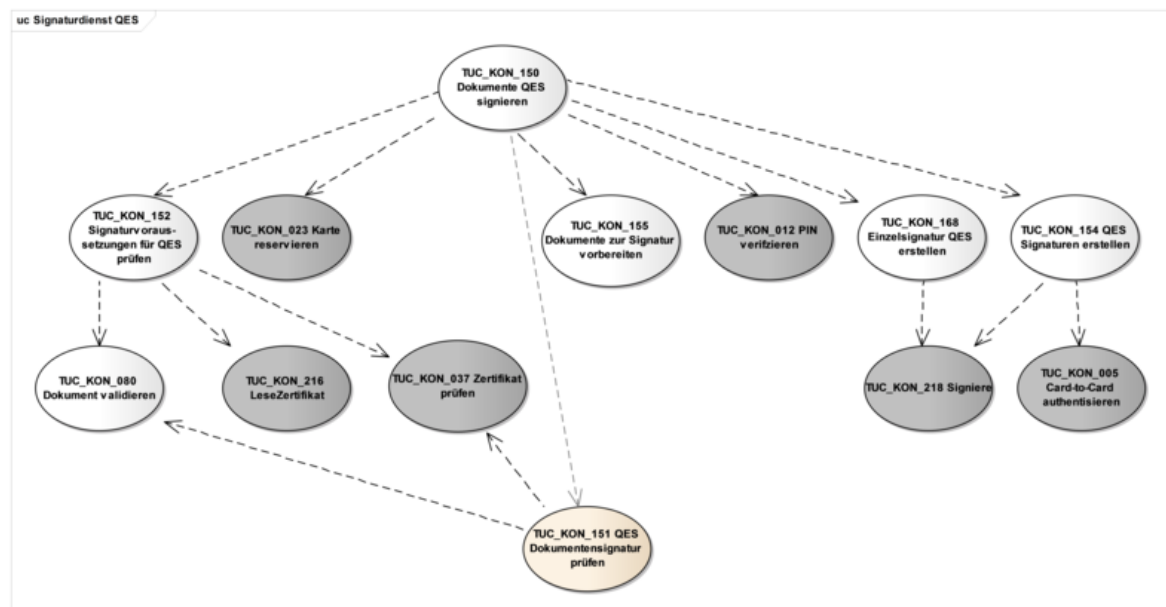 uc Signaturdienst QES
TUC_KON_150
Dokumente QES
signieren
TUC_KON_152
Signaturvoraus-
setzungen für QES
prüfen
TUC_KON_023 Karte
reservieren
TUC_KON_155
Dokumente zur Signatur
vorbereiten
TUC_KON_012 PIN
verifzieren
TUC_KON_168
Einzelsignatur QES
erstellen
TUC_KON_154 QES
Signaturen erstellen
TUC_KON_080
Dokument validieren
TUC_KON_216
LeseZertifikat
TUC_KON_037 Zertifikat
prüfen
TUC_KON_218 Signiere
TUC_KON_005
Card-to-Card
authentisieren
TUC_KON_151 QES
Dokumentensignatur
prüfen